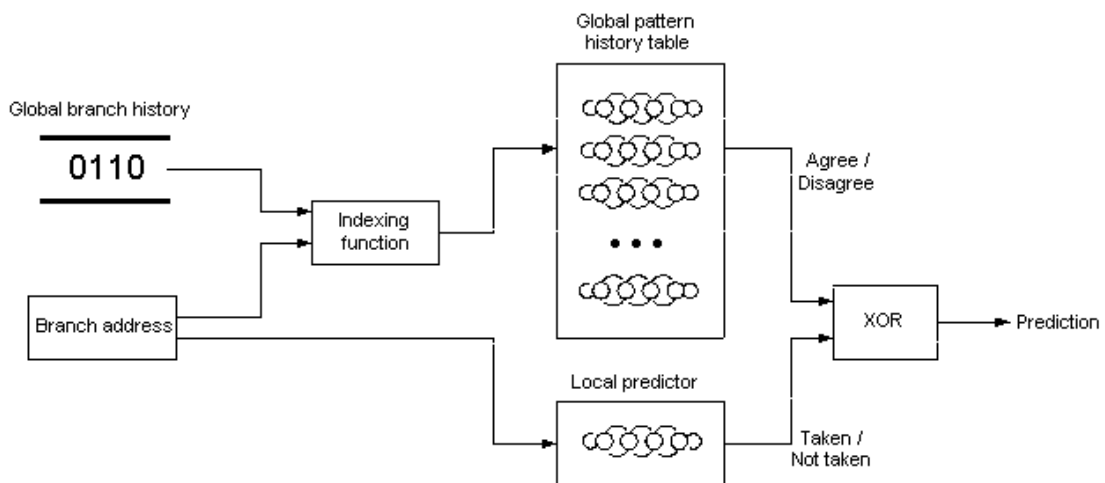 Global pattern
history table
Global branch history
0110
Agree /
Disagree
Indexing
function
Branch address
XOR
Prediction
Local predictor
Taken /
Not taken